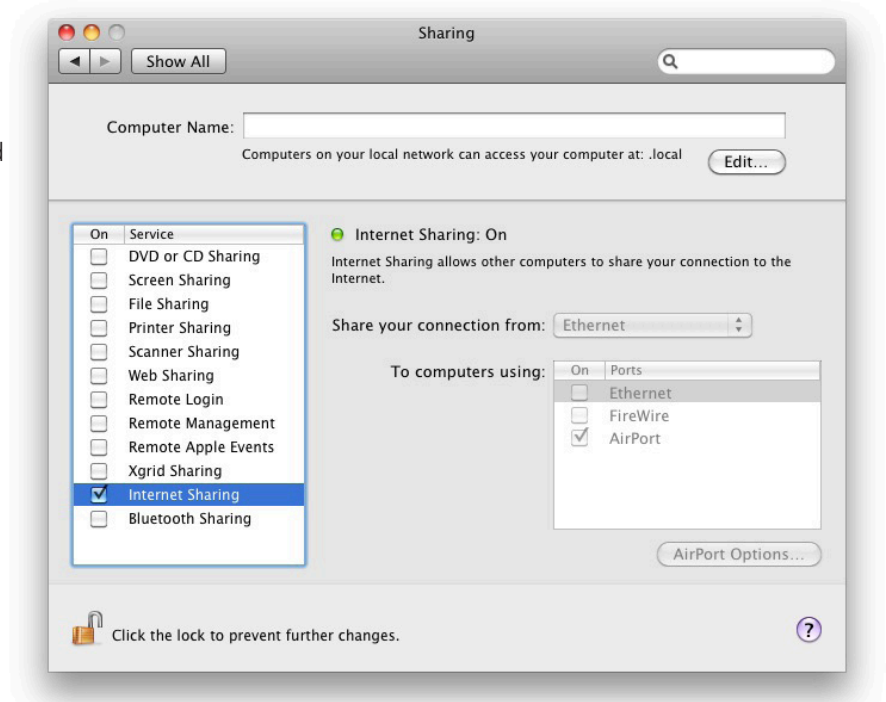 Sharing
Show All
Computer Name:
d
Computers on your local network can access your computer at: .local
Edit...
On Service
DVD or CD Sharing
Screen Sharing
File Sharing
Printer Sharing
Scanner Sharing
Web Sharing
Remote Login
Remote Management
Remote Apple Events
Xgrid Sharing
Internet Sharing
Bluetooth Sharing
Internet Sharing: On
Internet Sharing allows other computers to share your connection to the
Internet.
Share your connection from: Ethernet
To computers using:
On Ports
Ethernet
FireWire
AirPort
AirPort Options...
Click the lock to prevent further changes.
?